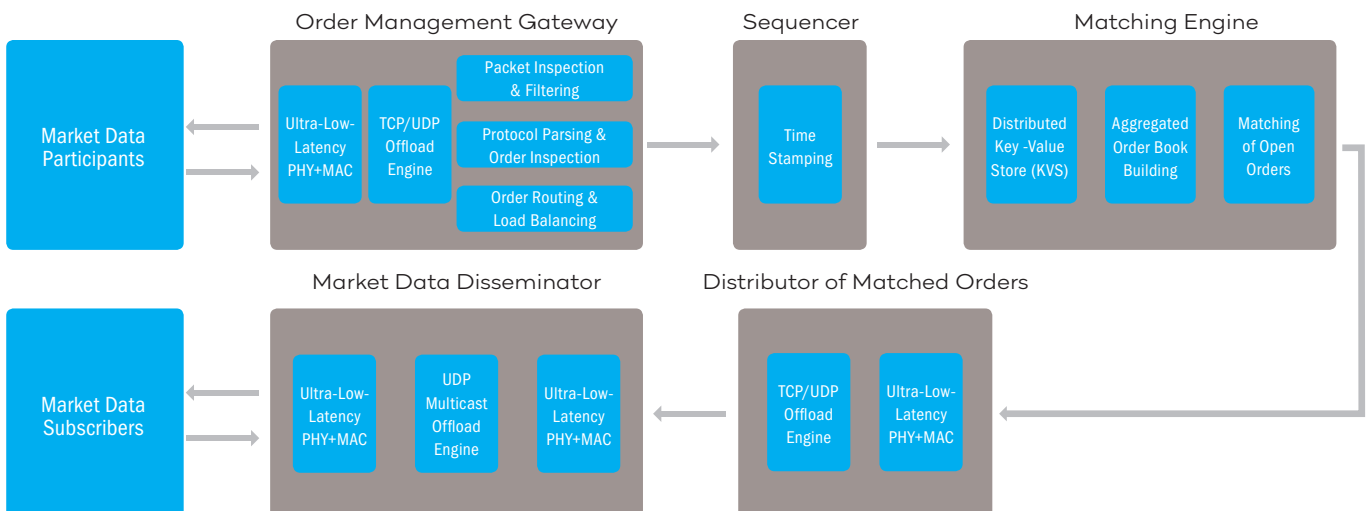 Order Management Gateway
Sequencer
Matching Engine
Market Data
Participants
Ultra-Low-
Latency
PHY+MAC
TCP/UDP
Offload
Engine
Packet Inspection
& Filtering
Protocol Parsing &
Order Inspection
Order Routing &
Load Balancing
Time
Stamping
Distributed
Key -Value
Store (KVS)
Aggregated
Order Book
Building
Matching
of Open
Orders
Market Data Disseminator
Distributor of Matched Orders
Market Data
Subscribers
Ultra-Low-
Latency
PHY+MAC
UDP
Multicast
Offload
Engine
Ultra-Low-
Latency
PHY+MAC
TCP/UDP
Offload
Engine
Ultra-Low-
Latency
PHY+MAC